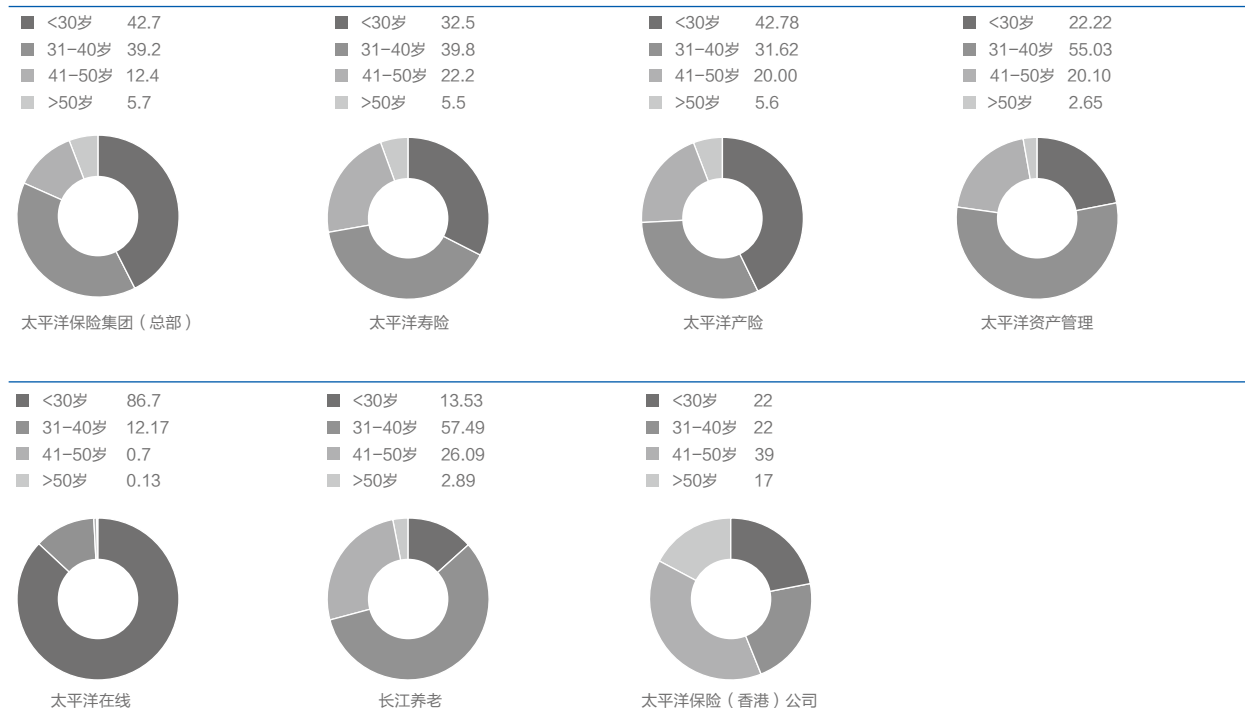 <30岁 42.7
31-40岁 39.2
41-50岁 12.4
>50岁 5.7
太平洋保险集团（总部）
<30岁 32.5
31-40岁 39.8
41-50岁 22.2
>50岁 5.5
太平洋寿险
<30岁 42.78
31-40岁 31.62
41-50岁 20.00
>50岁 5.6
太平洋产险
<30岁 22.22
31-40岁 55.03
41-50岁 20.10
>50岁 2.65
太平洋资产管理
<30岁 86.7
31-40岁 12.17
41-50岁 0.7
>50岁 0.13
太平洋在线
<30岁 13.53
31-40岁 57.49
41-50岁 26.09
>50岁 2.89
长江养老
<30岁 22
31-40岁 22
41-50岁 39
>50岁 17
太平洋保险（香港）公司